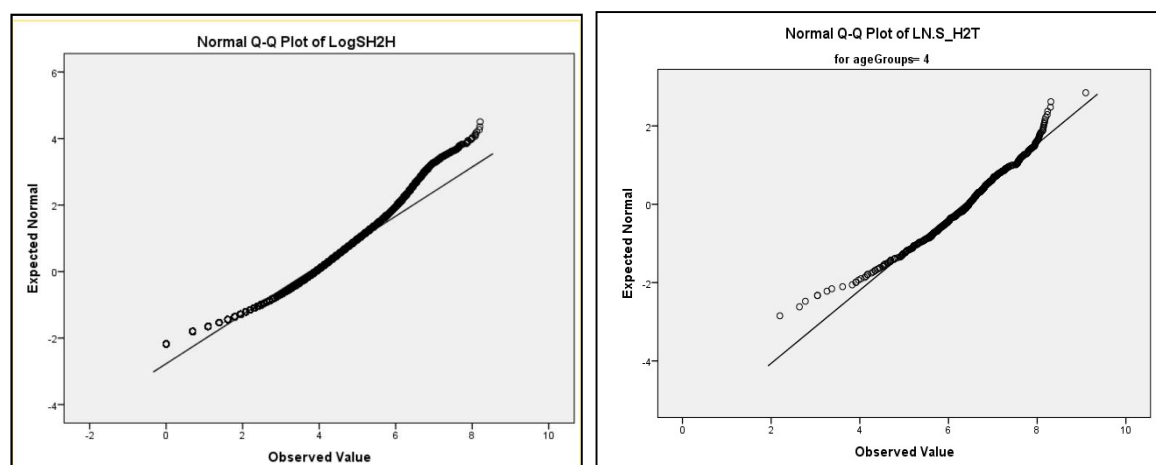 Normal Q-Q Plot of LogSH2H
6
4
2
0
-2
-4
Expected Normal
-2 0 2 4 6 8 10
Observed Value
Normal Q-Q Plot of LN.S_H2T
for ageGroups= 4
2
0
-2
-4
Expected Normal
0 2 4 6 8 10
Observed Value